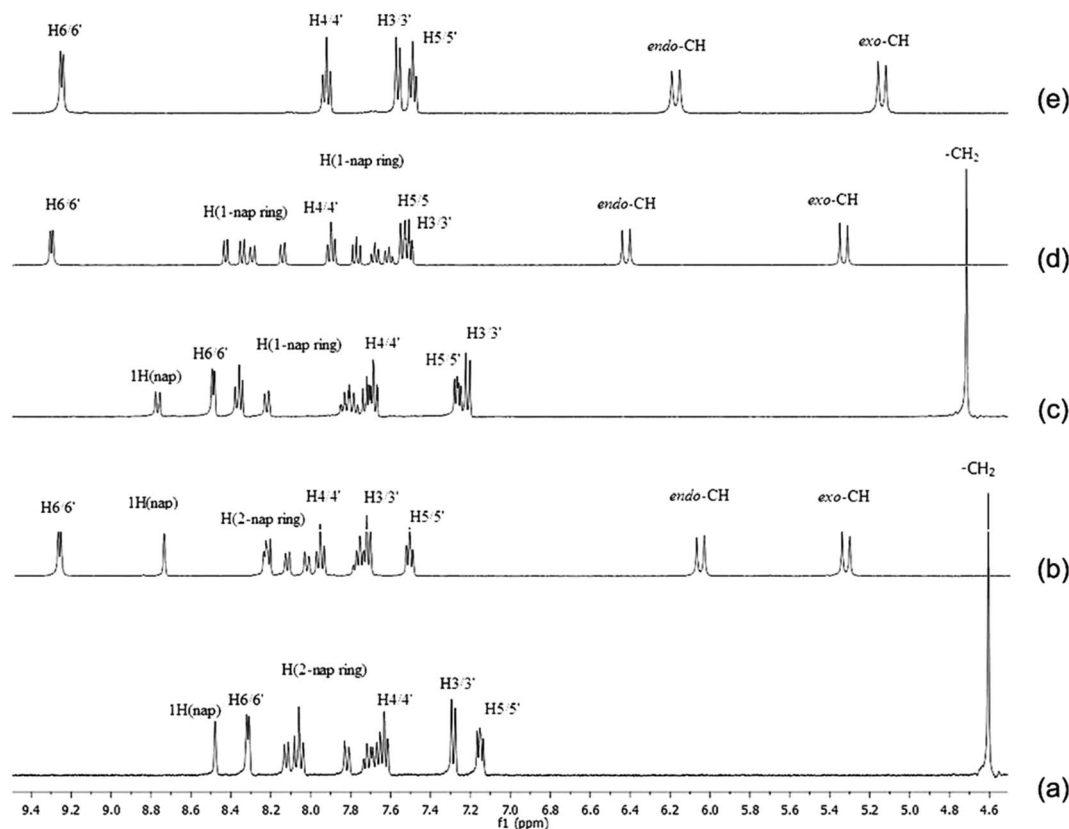 H6/6' H4/4' H3/3' H5/5' endo-CH exo-CH
(e)
H6/6' H(1-nap ring) H4/4' H(1-nap ring) H5/5 H3/3' endo-CH exo-CH -CH2
(d)
1H(nap) H6/6' H(1-nap ring) H4/4' H5/5' H3/3'
(c)
H6/6' 1H(nap) H(2-nap ring) H4/4' H3/3' H5/5' endo-CH exo-CH -CH2
(b)
1H(nap) H6/6' H(2-nap ring) H4/4' H3/3' H5/5'
(a)
9.4 9.2 9.0 8.8 8.6 8.4 8.2 8.0 7.8 7.6 7.4 7.2 7.0 6.8 6.6 6.4 6.2 6.0 5.8 5.6 5.4 5.2 5.0 4.8 4.6
f1 (ppm)